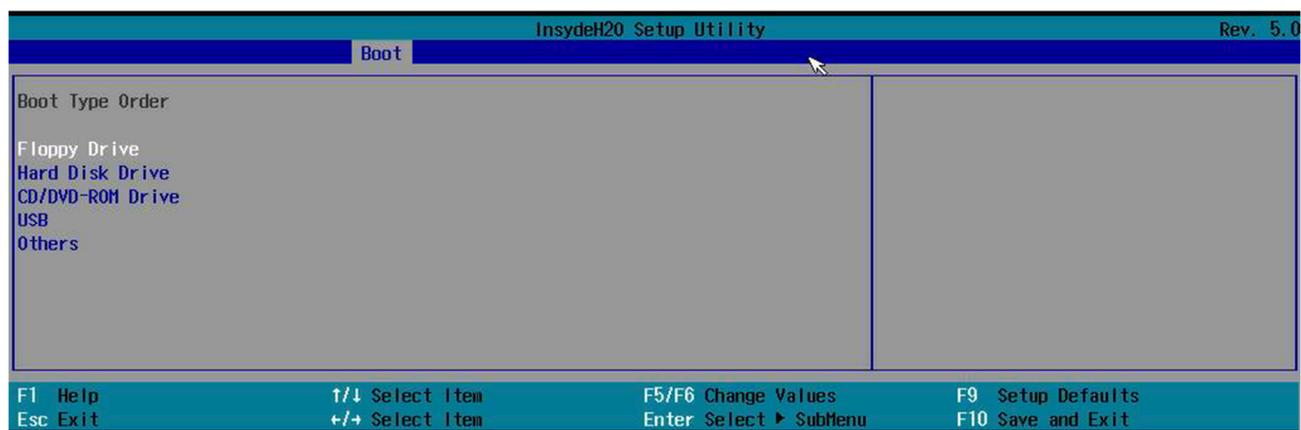 InsydeH20 Setup Utility Rev. 5.0
Boot
Boot Type Order
Floppy Drive
Hard Disk Drive
CD/DVD-ROM Drive
USB
Others
F1 Help ↑/↓ Select Item F5/F6 Change Values F9 Setup Defaults
Esc Exit ←/→ Select Item Enter Select ▶ SubMenu F10 Save and Exit